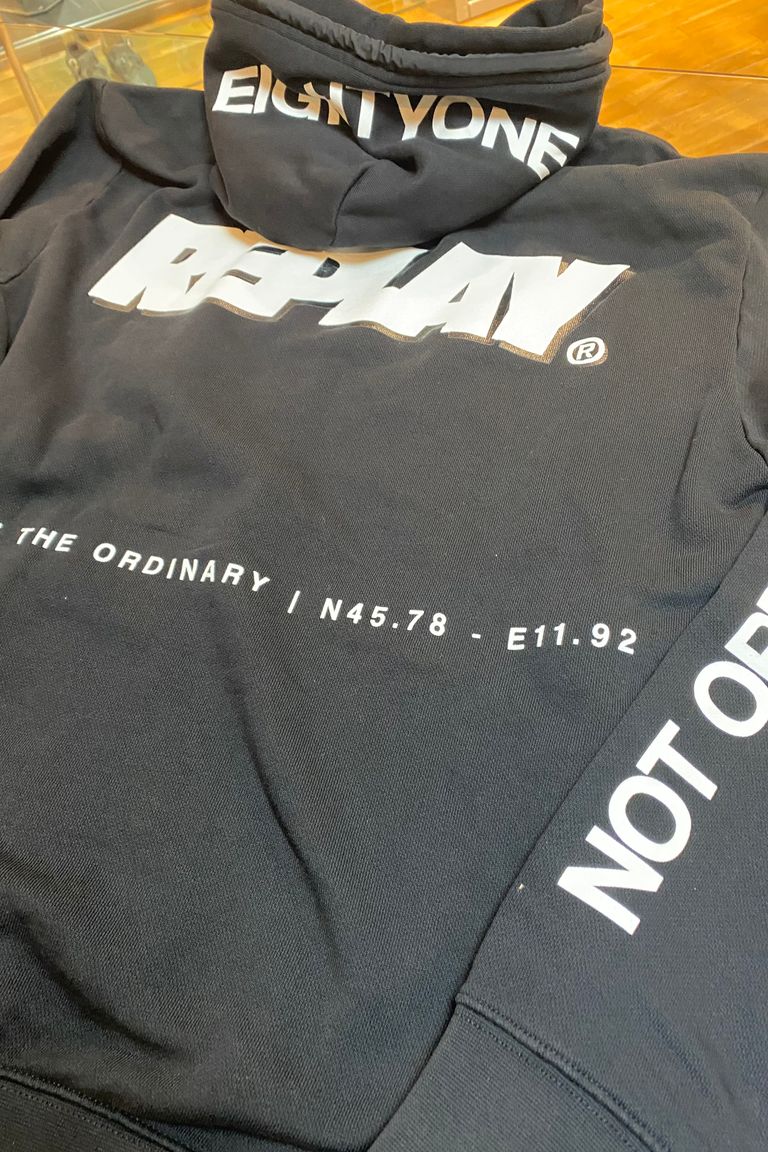 EIGHTYONE
REPLAY
®
THE ORDINARY | N45.78 - E11.92
NOT